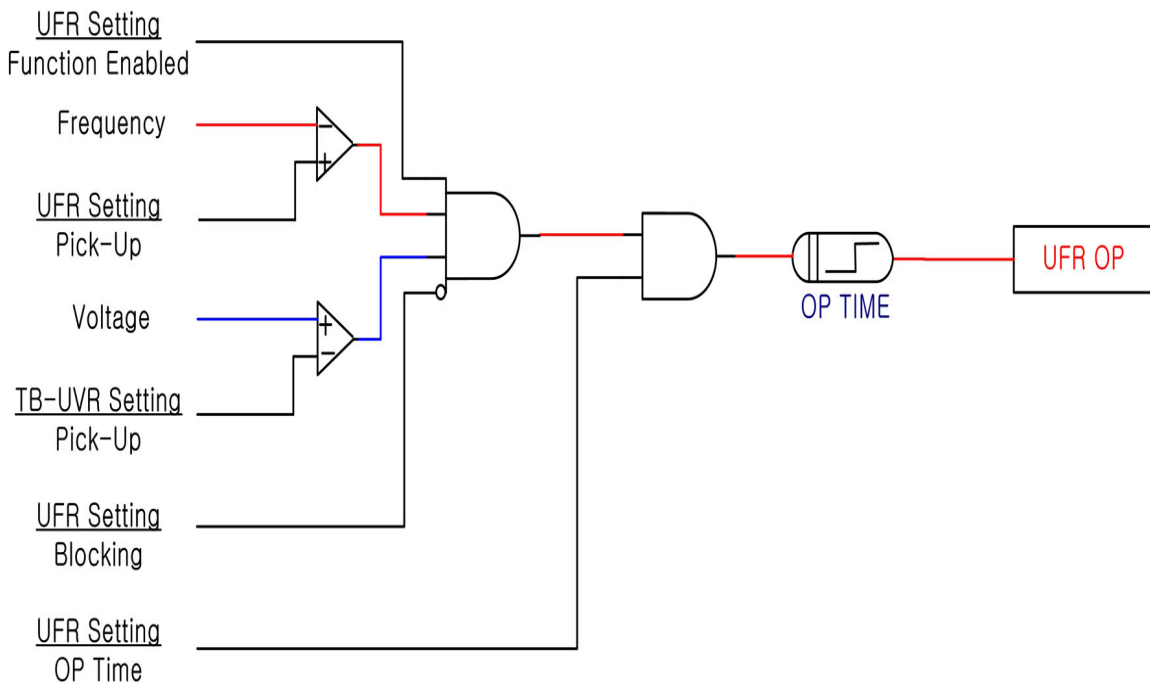 UFR Setting
Function Enabled
Frequency
−
+
UFR Setting
Pick-Up
Voltage
+
−
TB-UVR Setting
Pick-Up
UFR Setting
Blocking
UFR Setting
OP Time
OP TIME
UFR OP